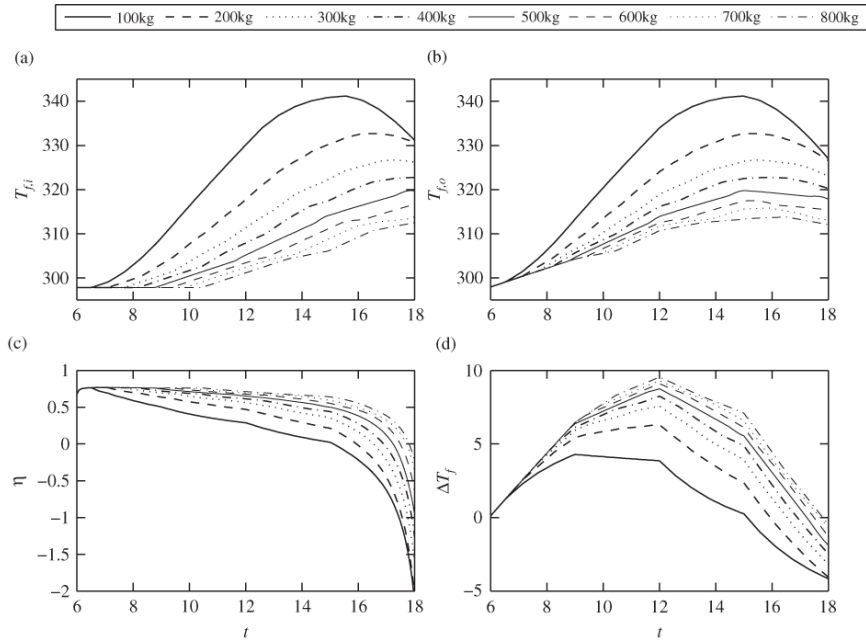 100kg 200kg 300kg 400kg 500kg 600kg 700kg 800kg
(a) (b)
340 340
330 330
320 320
310 310
300 300
T_{f,i} T_{f,o}
6 8 10 12 14 16 18 6 8 10 12 14 16 18
(c) (d)
1 10
0.5
5
0
−0.5 0
−1
−1.5
−2 −5
η ΔT_f
6 8 10 12 14 16 18 6 8 10 12 14 16 18
t t